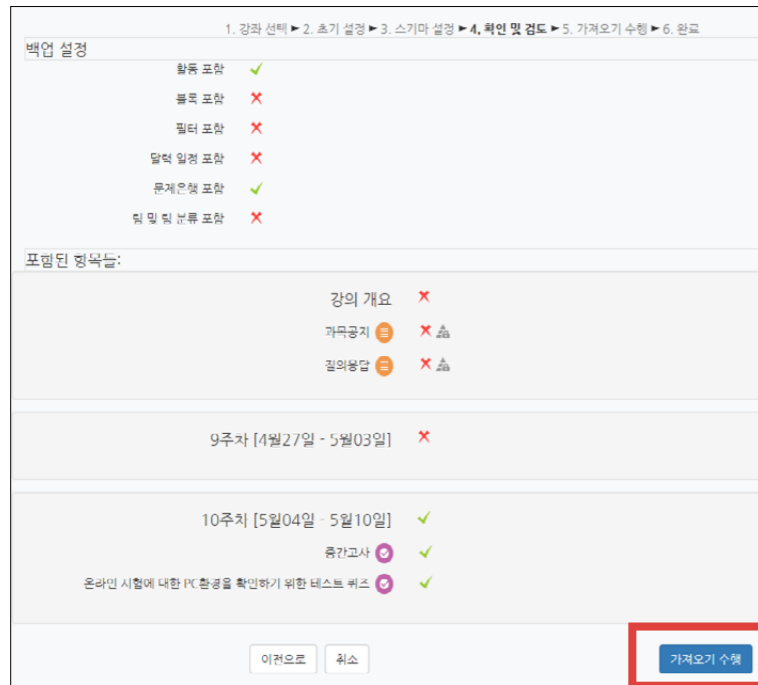 1. 강좌 선택 ► 2. 초기 설정 ► 3. 스키마 설정 ► 4. 확인 및 검토 ► 5. 가져오기 수행 ► 6. 완료
백업 설정
활동 포함
블록 포함
필터 포함
달력 일정 포함
문제은행 포함
팀 및 팀 분류 포함
포함된 항목들:
강의 개요
과목공지
질의응답
9주차 [4월27일 - 5월03일]
10주차 [5월04일 - 5월10일]
중간고사
온라인 시험에 대한 PC환경을 확인하기 위한 테스트 퀴즈
이전으로 취소 가져오기 수행